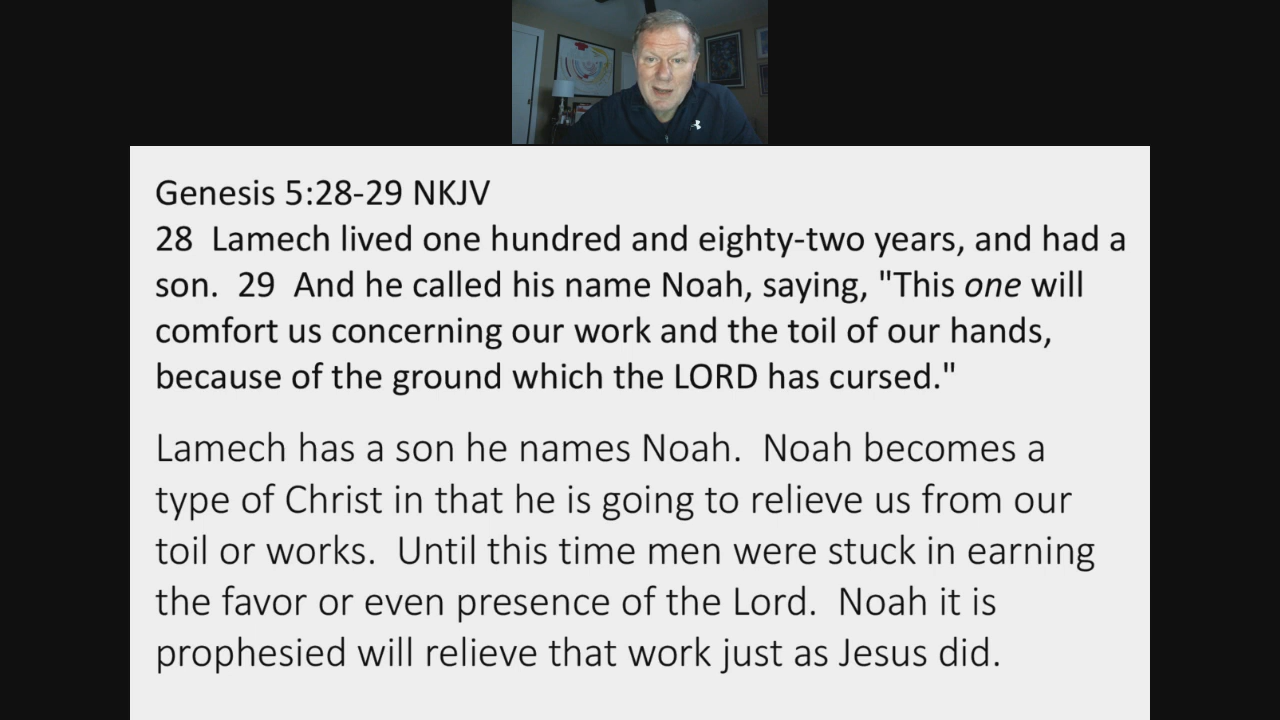 Genesis 5:28-29 NKJV
28  Lamech lived one hundred and eighty-two years, and had a
son.  29  And he called his name Noah, saying, "This one will
comfort us concerning our work and the toil of our hands,
because of the ground which the LORD has cursed."
Lamech has a son he names Noah.  Noah becomes a
type of Christ in that he is going to relieve us from our
toil or works.  Until this time men were stuck in earning
the favor or even presence of the Lord.  Noah it is
prophesied will relieve that work just as Jesus did.